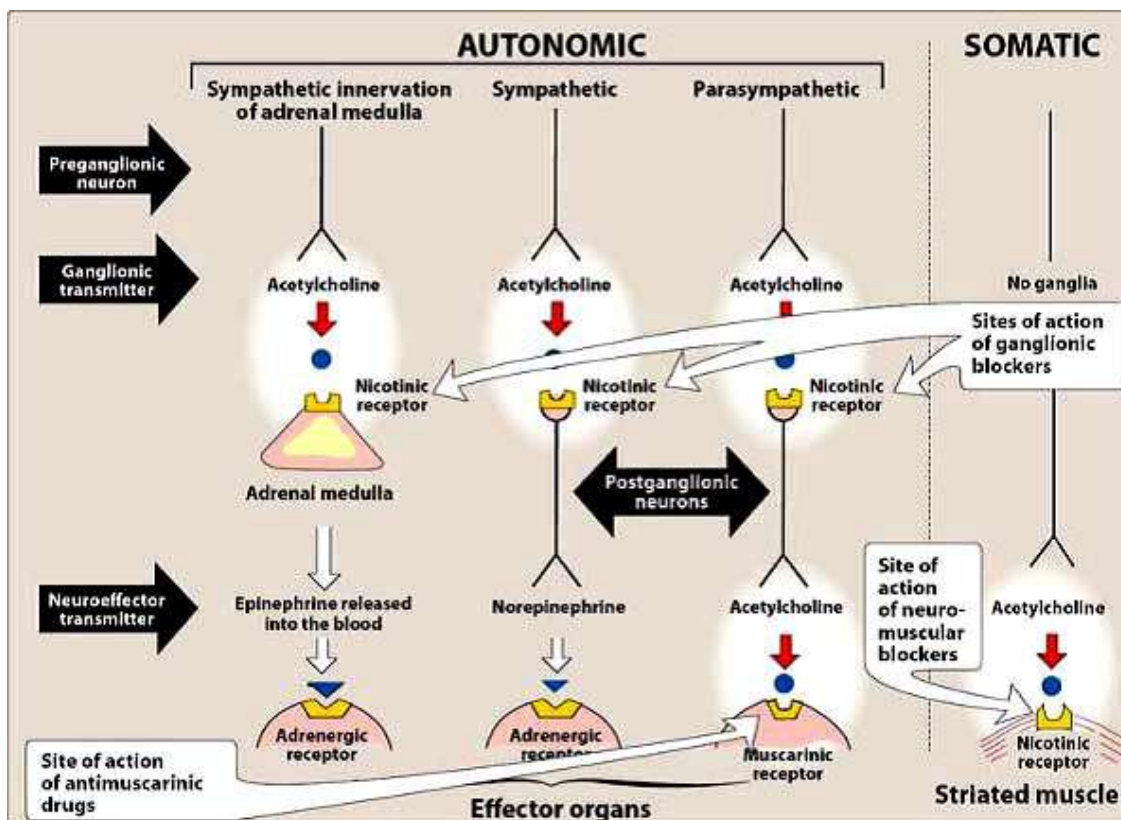 AUTONOMIC
SOMATIC
Sympathetic innervation
of adrenal medulla
Sympathetic
Parasympathetic
Preganglionic
neuron
Ganglionic
transmitter
Acetylcholine
Acetylcholine
Acetylcholine
No ganglia
Sites of action
of ganglionic
blockers
Nicotinic
receptor
Nicotinic
receptor
Nicotinic
receptor
Adrenal medulla
Postganglionic
neurons
Neuroeffector
transmitter
Epinephrine released
into the blood
Norepinephrine
Acetylcholine
Site of
action
of neuro-
muscular
blockers
Acetylcholine
Adrenergic
receptor
Adrenergic
receptor
Muscarinic
receptor
Nicotinic
receptor
Site of action
of antimuscarinic
drugs
Effector organs
Striated muscle